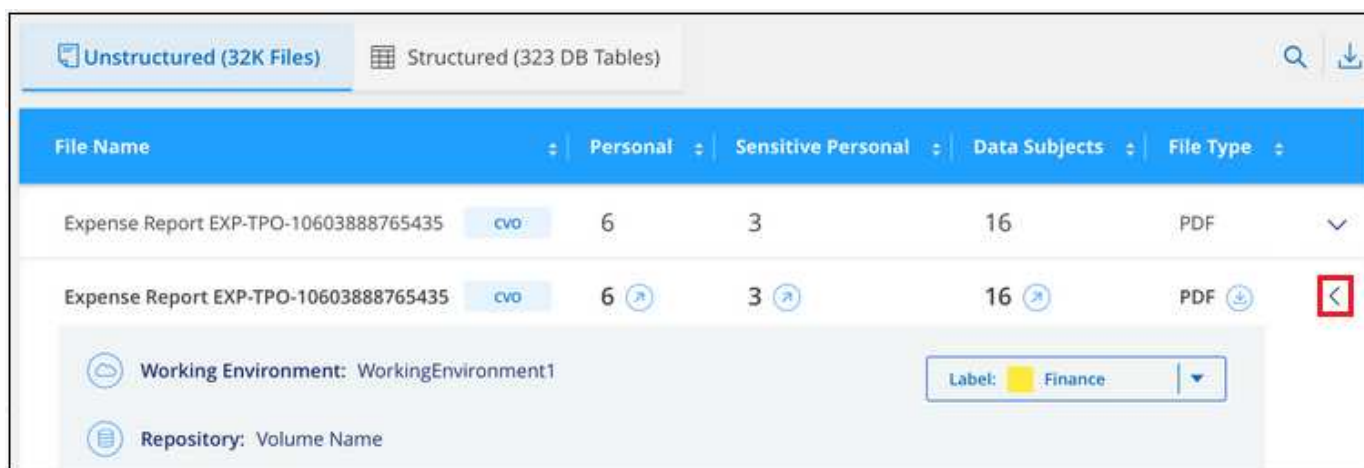 Unstructured (32K Files) Structured (323 DB Tables)
File Name Personal Sensitive Personal Data Subjects File Type
Expense Report EXP-TPO-10603888765435 CVO 6 3 16 PDF
Expense Report EXP-TPO-10603888765435 CVO 6 3 16 PDF
Working Environment: WorkingEnvironment1 Label: Finance
Repository: Volume Name